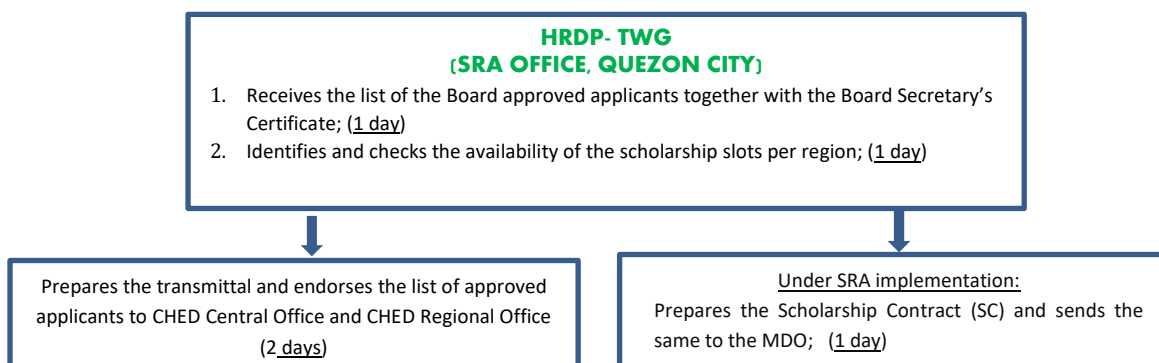 HRDP- TWG
(SRA OFFICE, QUEZON CITY)
1. Receives the list of the Board approved applicants together with the Board Secretary's
Certificate; (1 day)
2. Identifies and checks the availability of the scholarship slots per region; (1 day)
Prepares the transmittal and endorses the list of approved
applicants to CHED Central Office and CHED Regional Office
(2 days)
Under SRA implementation:
Prepares the Scholarship Contract (SC) and sends the
same to the MDO; (1 day)